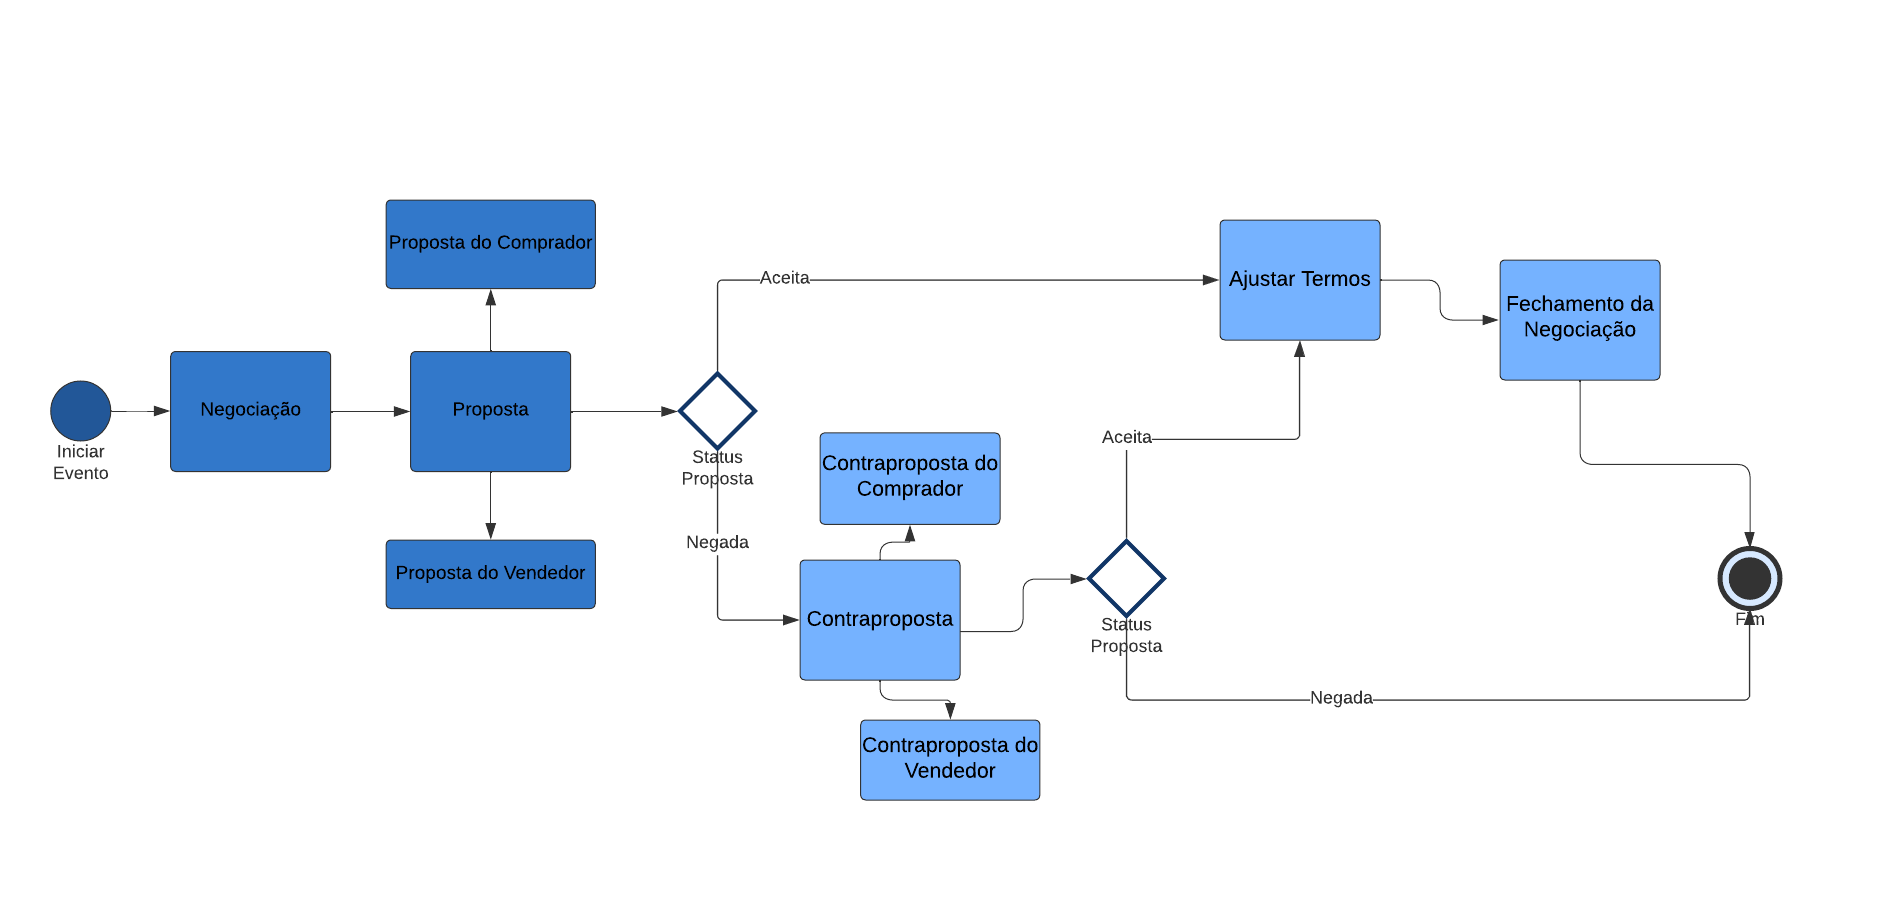 Iniciar
Evento
Negociação
Proposta do Comprador
Proposta
Proposta do Vendedor
Status
Proposta
Aceita
Negada
Contraproposta do
Comprador
Contraproposta
Contraproposta do
Vendedor
Status
Proposta
Aceita
Negada
Ajustar Termos
Fechamento da
Negociação
Fim